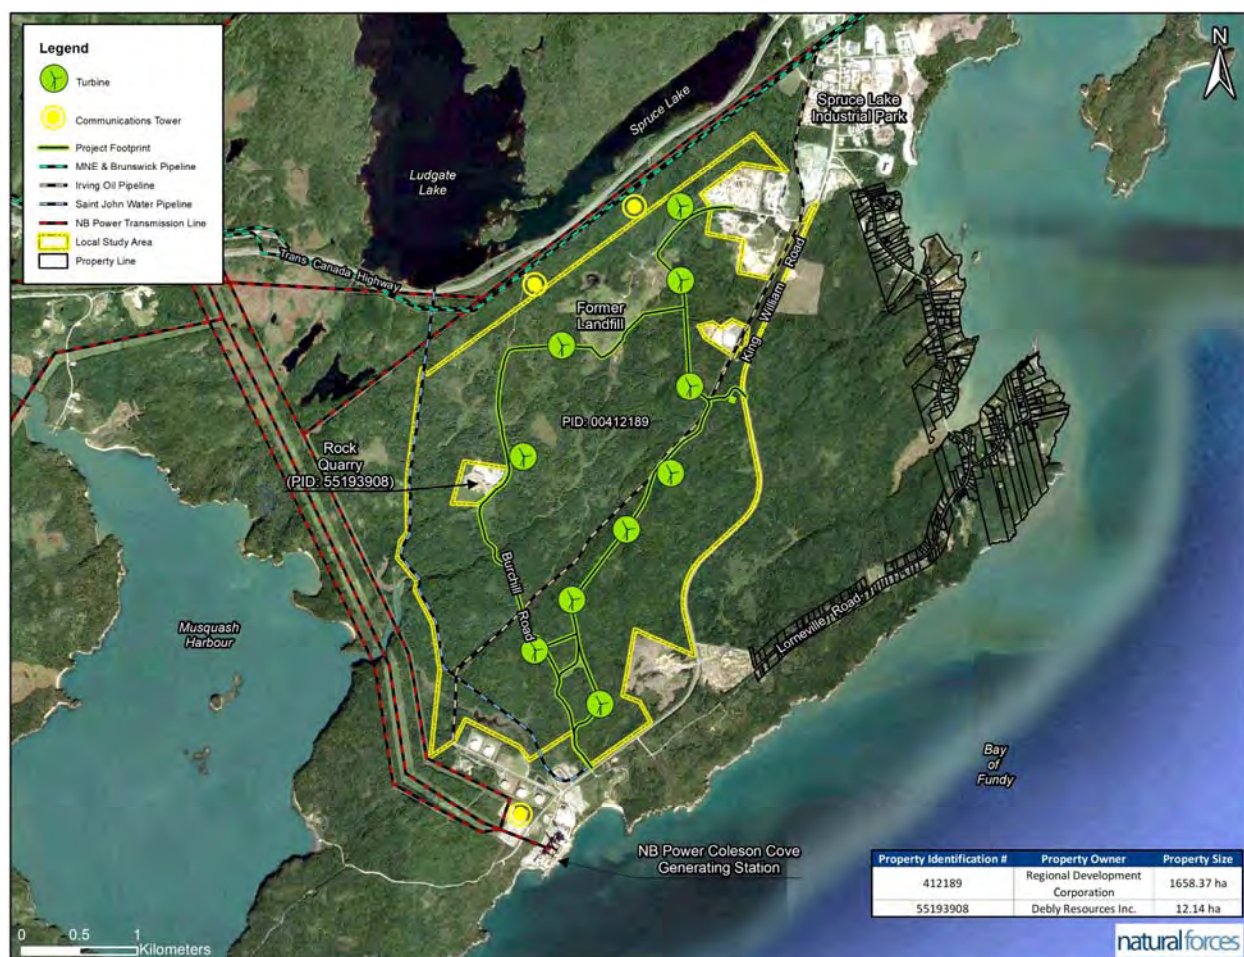 Legend
Turbine
Communications Tower
Project Footprint
MNE & Brunswick Pipeline
Irving Oil Pipeline
Saint John Water Pipeline
NB Power Transmission Line
Local Study Area
Property Line
N
Spruce Lake
Industrial Park
Spruce Lake
Ludgate
Lake
Trans Canada Highway
Former
Landfill
King William Road
PID: 00412189
Rock
Quarry
(PID: 55193908)
Burchill Road
Lorneville Road
Musquash
Harbour
Bay
of
Fundy
NB Power Coleson Cove
Generating Station
Property Identification # Property Owner Property Size
412189 Regional Development Corporation 1658.37 ha
55193908 Debly Resources Inc. 12.14 ha
0 0.5 1
Kilometers
naturalforces